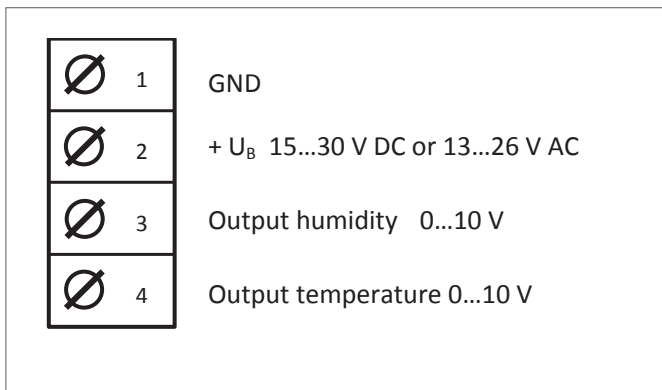 1 GND
2 + U_B 15...30 V DC or 13...26 V AC
3 Output humidity 0...10 V
4 Output temperature 0...10 V